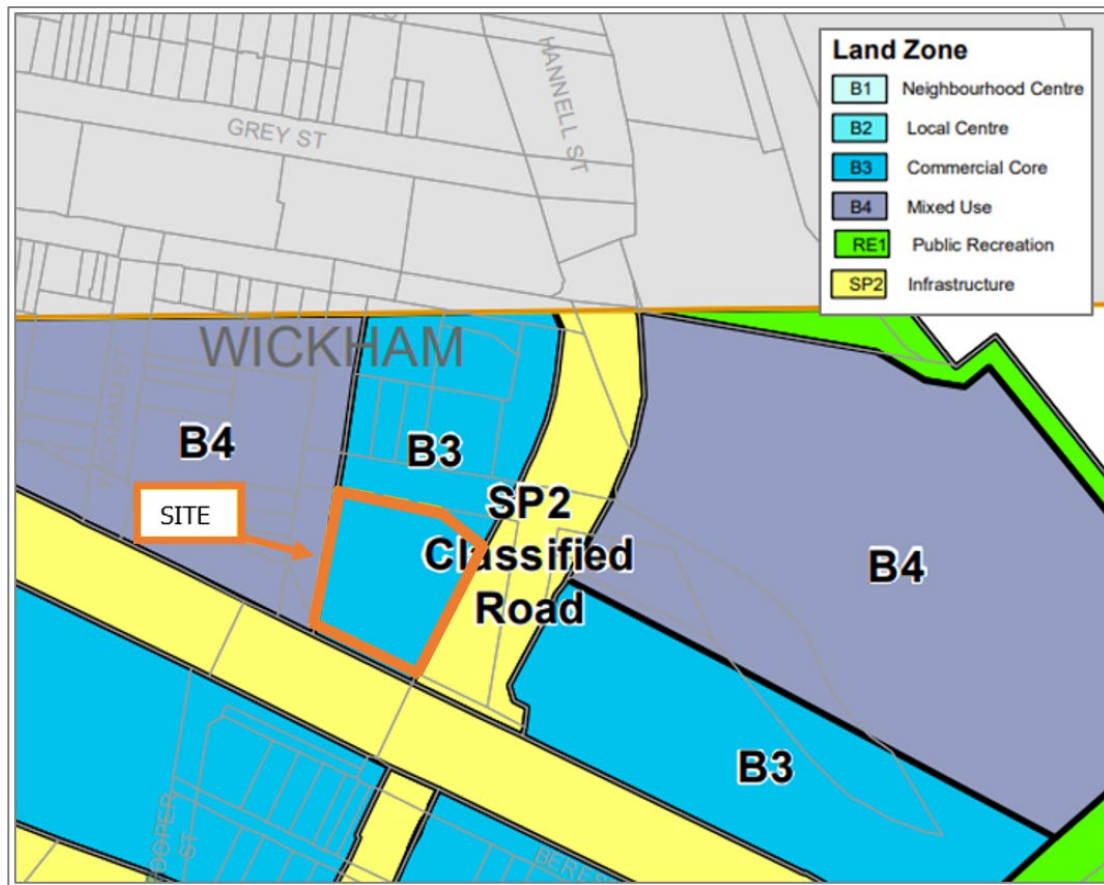 HANNELL ST
GREY ST
Land Zone
B1 Neighbourhood Centre
B2 Local Centre
B3 Commercial Core
B4 Mixed Use
RE1 Public Recreation
SP2 Infrastructure
WICKHAM
WICKHAM ST
B4
B3
SITE
SP2
Classified
Road
B4
B3